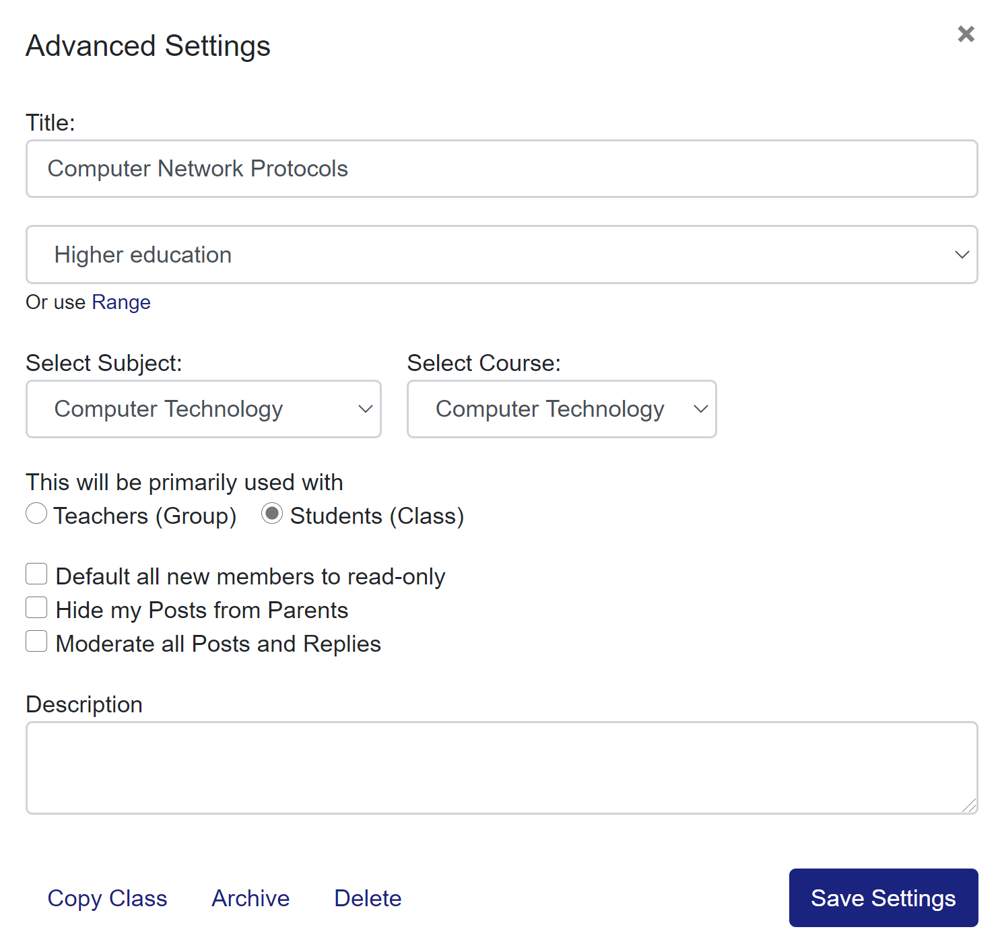 Advanced Settings
Title:
Computer Network Protocols
Higher education
Or use Range
Select Subject: Select Course:
Computer Technology Computer Technology
This will be primarily used with
Teachers (Group) Students (Class)
Default all new members to read-only
Hide my Posts from Parents
Moderate all Posts and Replies
Description
Copy Class Archive Delete Save Settings